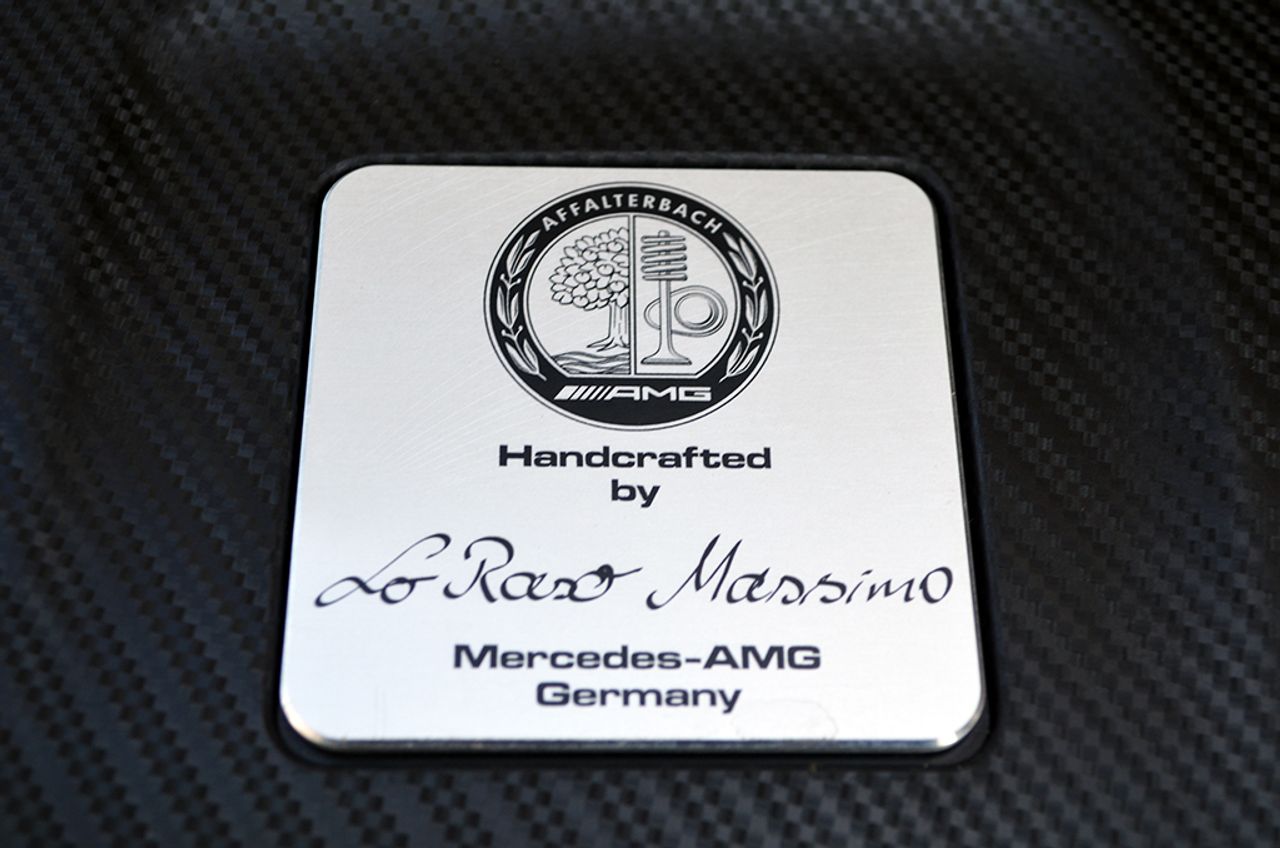 AFFALTERBACH
AMG
Handcrafted
by
Lo Raso Massimo
Mercedes-AMG
Germany